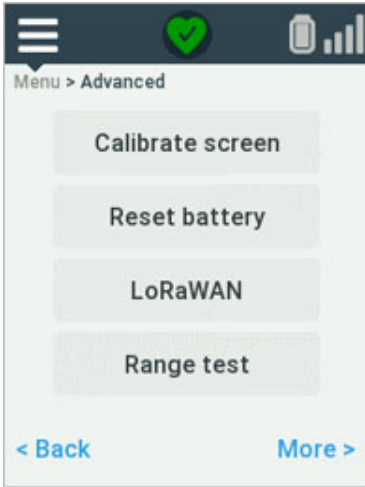 Menu > Advanced
Calibrate screen
Reset battery
LoRaWAN
Range test
< Back More >